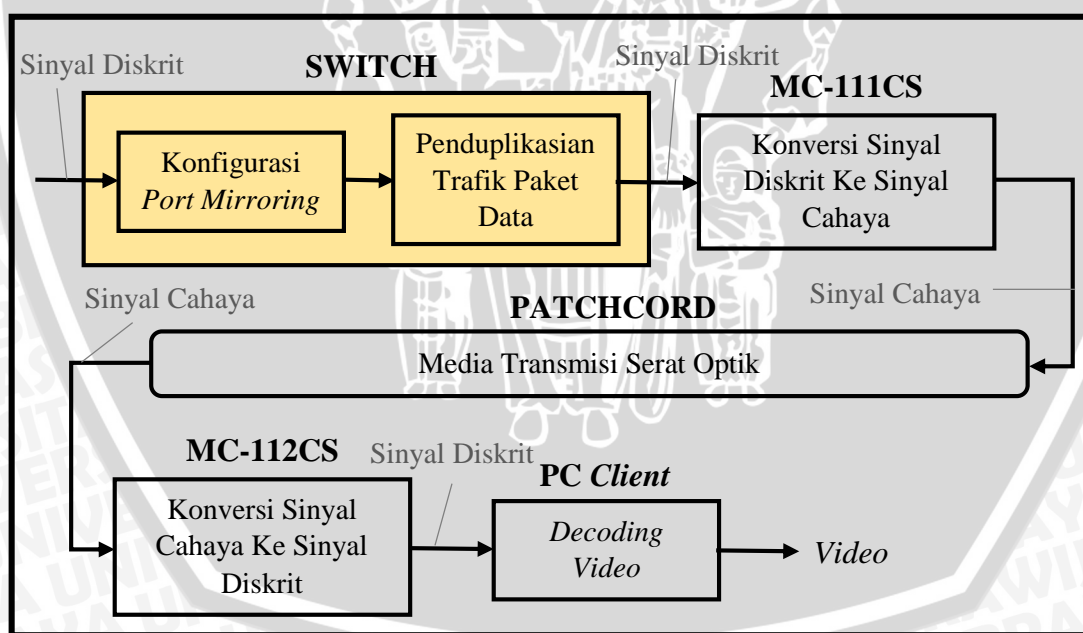 Sinyal Diskrit
SWITCH
Sinyal Diskrit
MC-111CS
Konfigurasi
Port Mirroring
Penduplikasian
Trafik Paket
Data
Konversi Sinyal
Diskrit Ke Sinyal
Cahaya
Sinyal Cahaya
Sinyal Cahaya
PATCHCORD
Media Transmisi Serat Optik
MC-112CS
Sinyal Diskrit
PC Client
Konversi Sinyal
Cahaya Ke Sinyal
Diskrit
Decoding
Video
Video